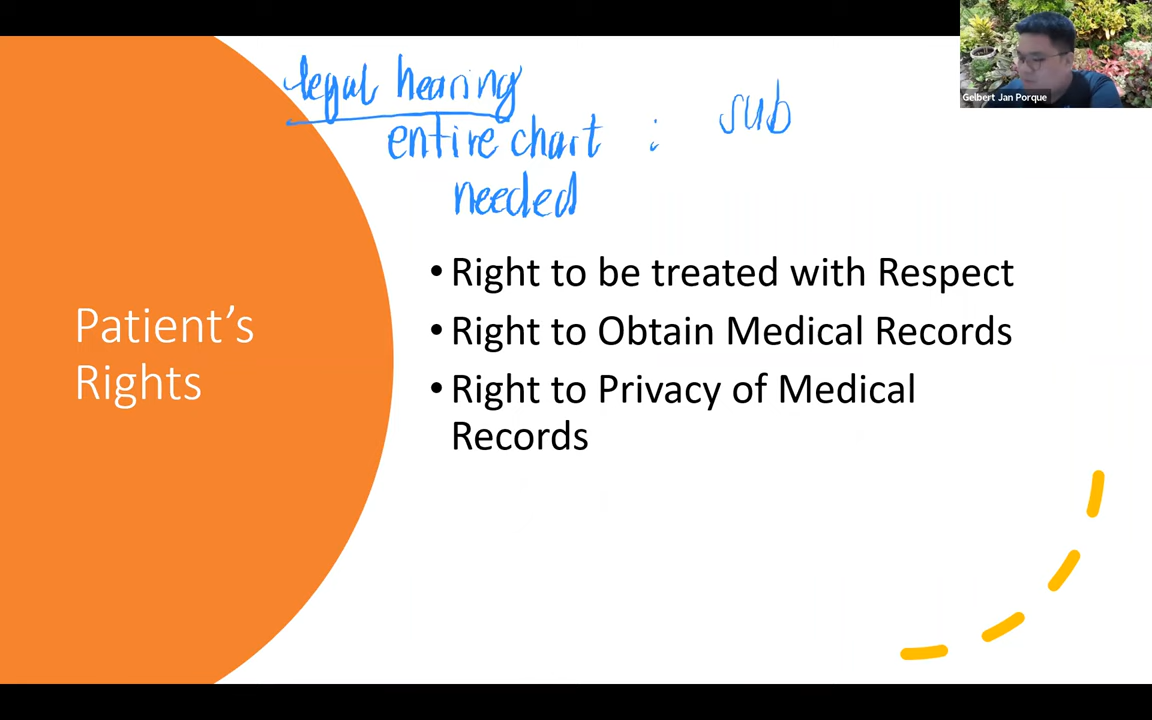 legal hearing
entire chart : sub
needed
Gelbert Jan Porque
Patient's
Rights
• Right to be treated with Respect
• Right to Obtain Medical Records
• Right to Privacy of Medical
Records